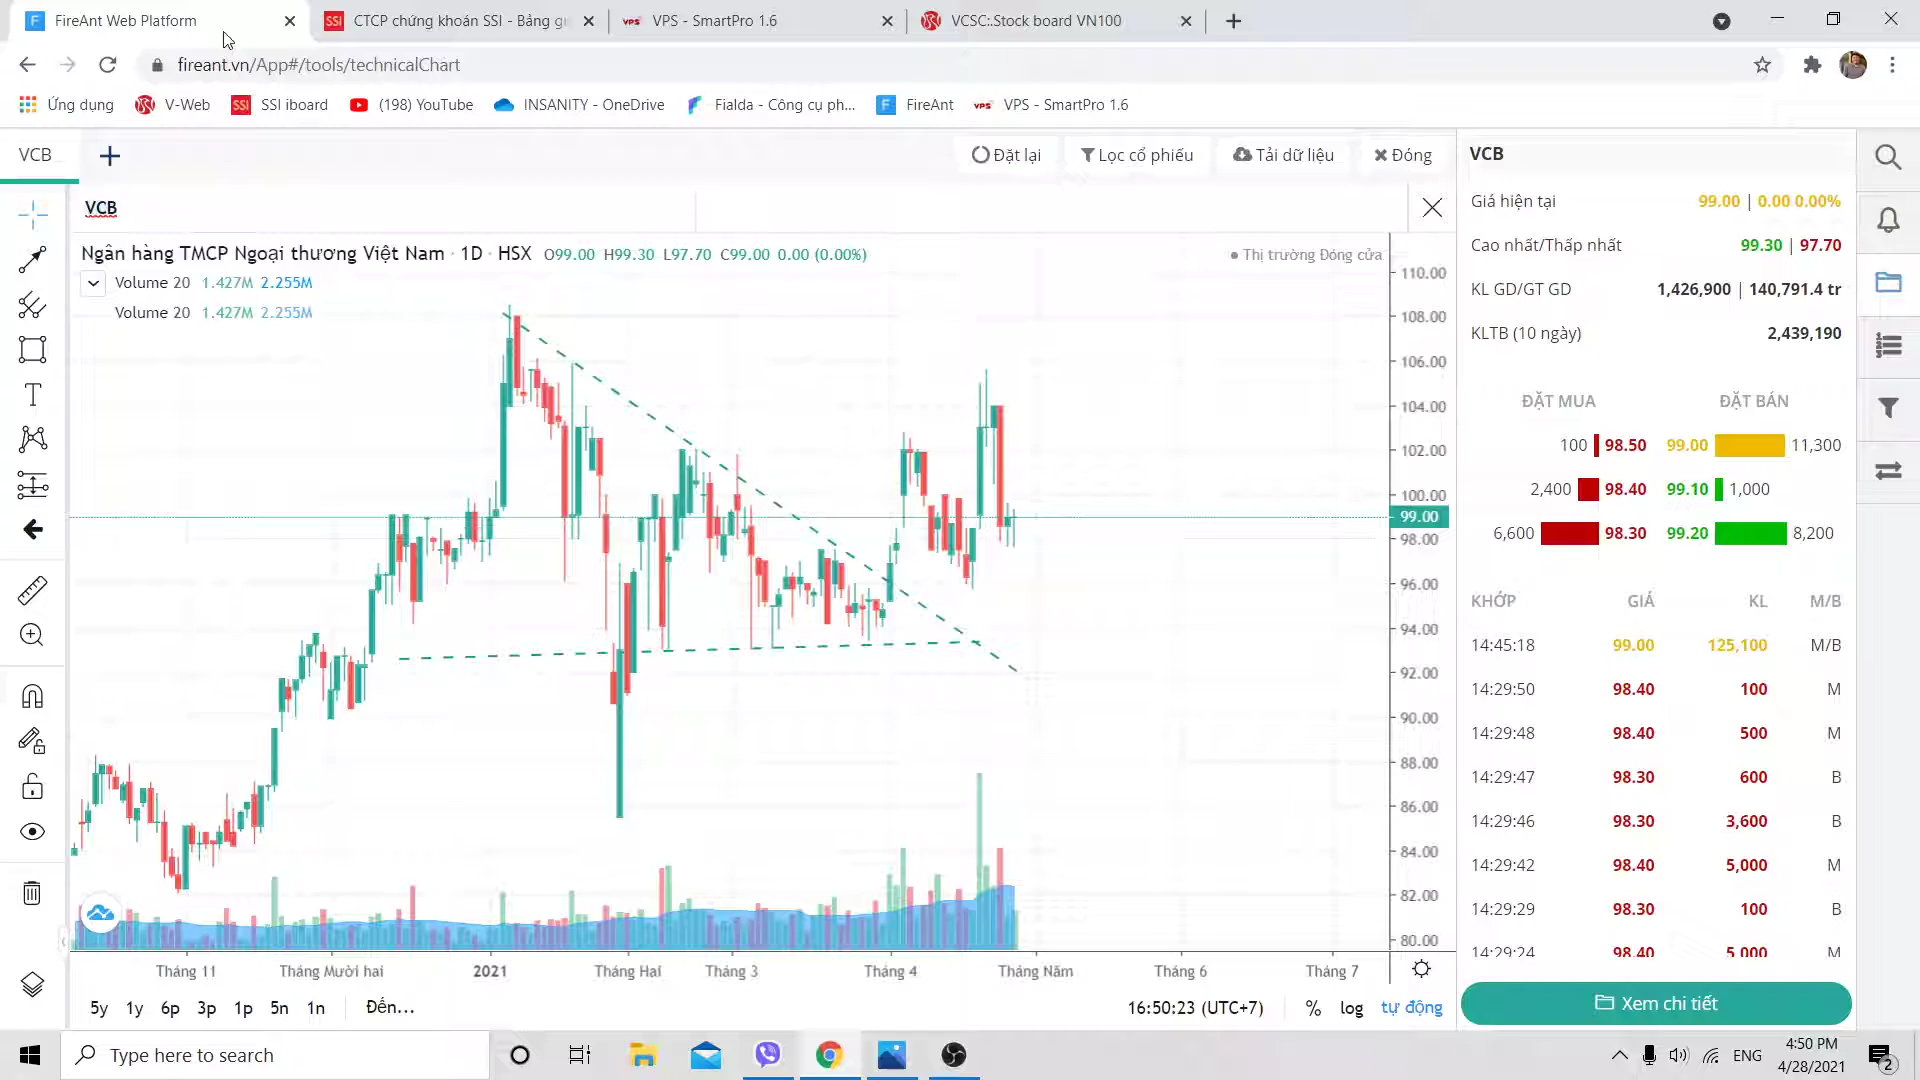 FireAnt Web Platform
CTCP chứng khoán SSI - Bảng g
VPS - SmartPro 1.6
VCSC:.Stock board VN100
fireant.vn/App#/tools/technicalChart
Ứng dụng
V-Web
SSI iboard
(198) YouTube
INSANITY - OneDrive
Fialda - Công cụ ph...
FireAnt
VPS - SmartPro 1.6
VCB
Đặt lại
Lọc cổ phiếu
Tải dữ liệu
Đóng
VCB
Ngân hàng TMCP Ngoại thương Việt Nam · 1D · HSX O99.00 H99.30 L97.70 C99.00 0.00 (0.00%)
Thị trường Đóng cửa
Volume 20 1.427M 2.255M
Volume 20 1.427M 2.255M
110.00
108.00
106.00
104.00
102.00
100.00
99.00
98.00
96.00
94.00
92.00
90.00
88.00
86.00
84.00
82.00
80.00
Tháng 11
Tháng Mười hai
2021
Tháng Hai
Tháng 3
Tháng 4
Tháng Năm
Tháng 6
Tháng 7
5y 1y 6p 3p 1p 5n 1n Đến...
16:50:23 (UTC+7) % log tự động
VCB
Giá hiện tại 99.00 | 0.00 0.00%
Cao nhất/Thấp nhất 99.30 | 97.70
KL GD/GT GD 1,426,900 | 140,791.4 tr
KLTB (10 ngày) 2,439,190
ĐẶT MUA ĐẶT BÁN
100 98.50 99.00 11,300
2,400 98.40 99.10 1,000
6,600 98.30 99.20 8,200
KHỚP GIÁ KL M/B
14:45:18 99.00 125,100 M/B
14:29:50 98.40 100 M
14:29:48 98.40 500 M
14:29:47 98.30 600 B
14:29:46 98.30 3,600 B
14:29:42 98.40 5,000 M
14:29:29 98.30 100 B
14:29:24 98.40 5,000 M
Xem chi tiết
Type here to search
ENG
4:50 PM
4/28/2021
2